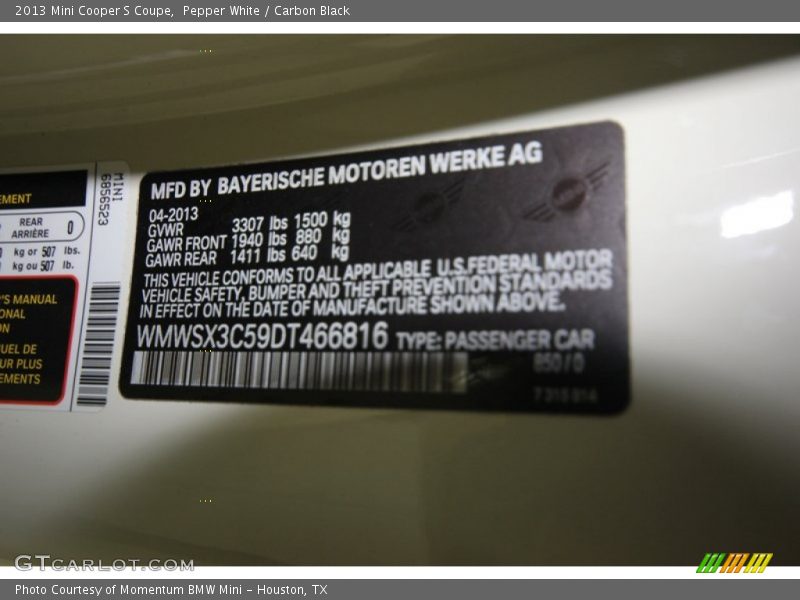 2013 Mini Cooper S Coupe, Pepper White / Carbon Black
MFD BY BAYERISCHE MOTOREN WERKE AG
04-2013
GVWR 3307 lbs 1500 kg
GAWR FRONT 1940 lbs 880 kg
GAWR REAR 1411 lbs 640 kg
THIS VEHICLE CONFORMS TO ALL APPLICABLE U.S.FEDERAL MOTOR
VEHICLE SAFETY, BUMPER AND THEFT PREVENTION STANDARDS
IN EFFECT ON THE DATE OF MANUFACTURE SHOWN ABOVE.
WMWSX3C59DT466816 TYPE: PASSENGER CAR
850/0
EMENT
REAR
ARRIÈRE 0
kg or 507 lbs.
kg ou 507 lb.
'S MANUAL
ONAL
ON
UEL DE
UR PLUS
EMENTS
MINI
6856523
GTCARLOT.COM
Photo Courtesy of Momentum BMW Mini - Houston, TX